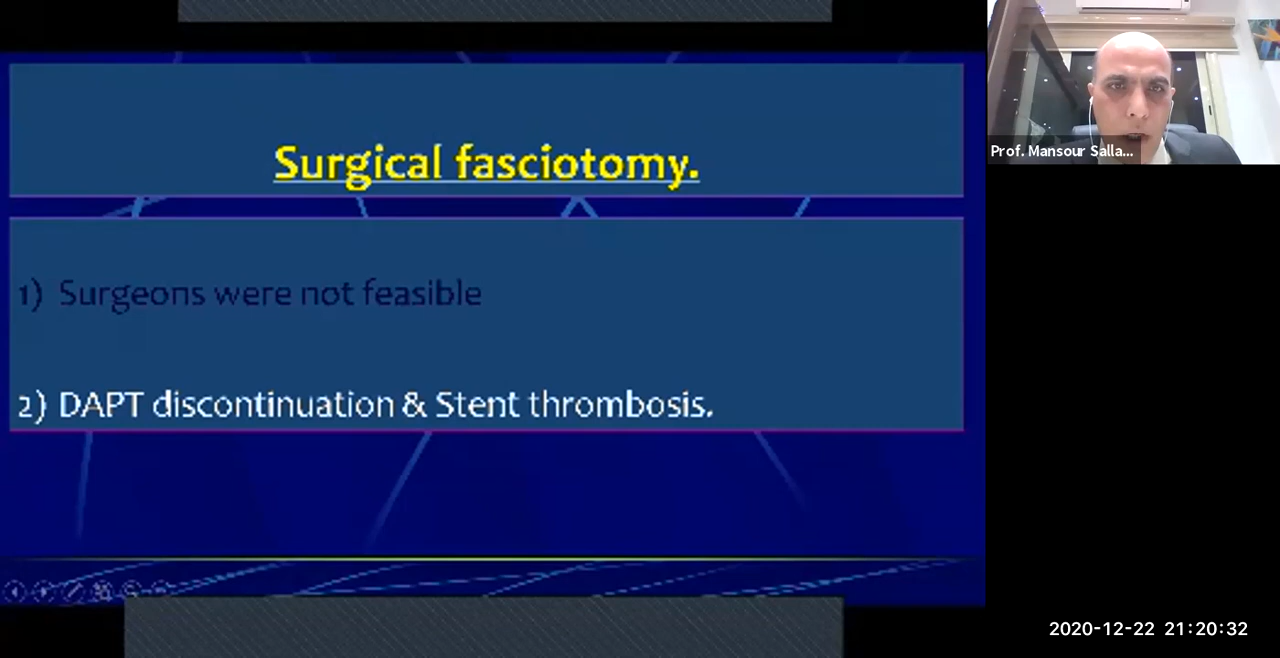 Surgical fasciotomy.
1) Surgeons were not feasible
2) DAPT discontinuation & Stent thrombosis.
Prof. Mansour Salla...
2020-12-22 21:20:32